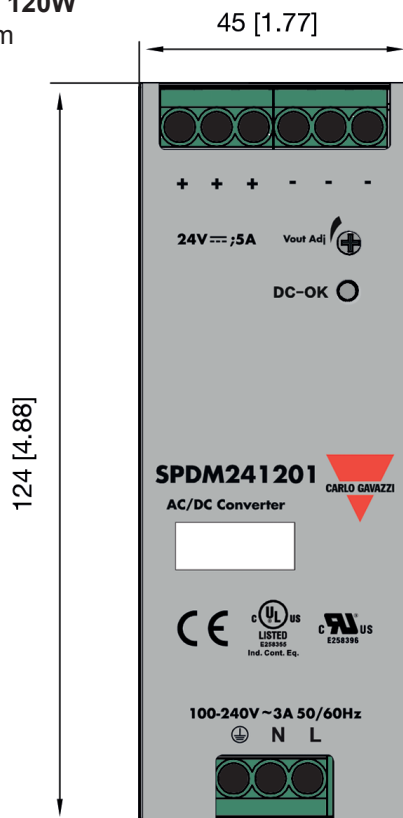 120W
m
45 [1.77]
+ + + - - -
24V⎓;5A Vout Adj
DC-OK
124 [4.88]
SPDM241201
CARLO GAVAZZI
AC/DC Converter
CE
c UL us
LISTED
E258395
Ind. Cont. Eq.
c RU us
E258395
100-240V~3A 50/60Hz
N L